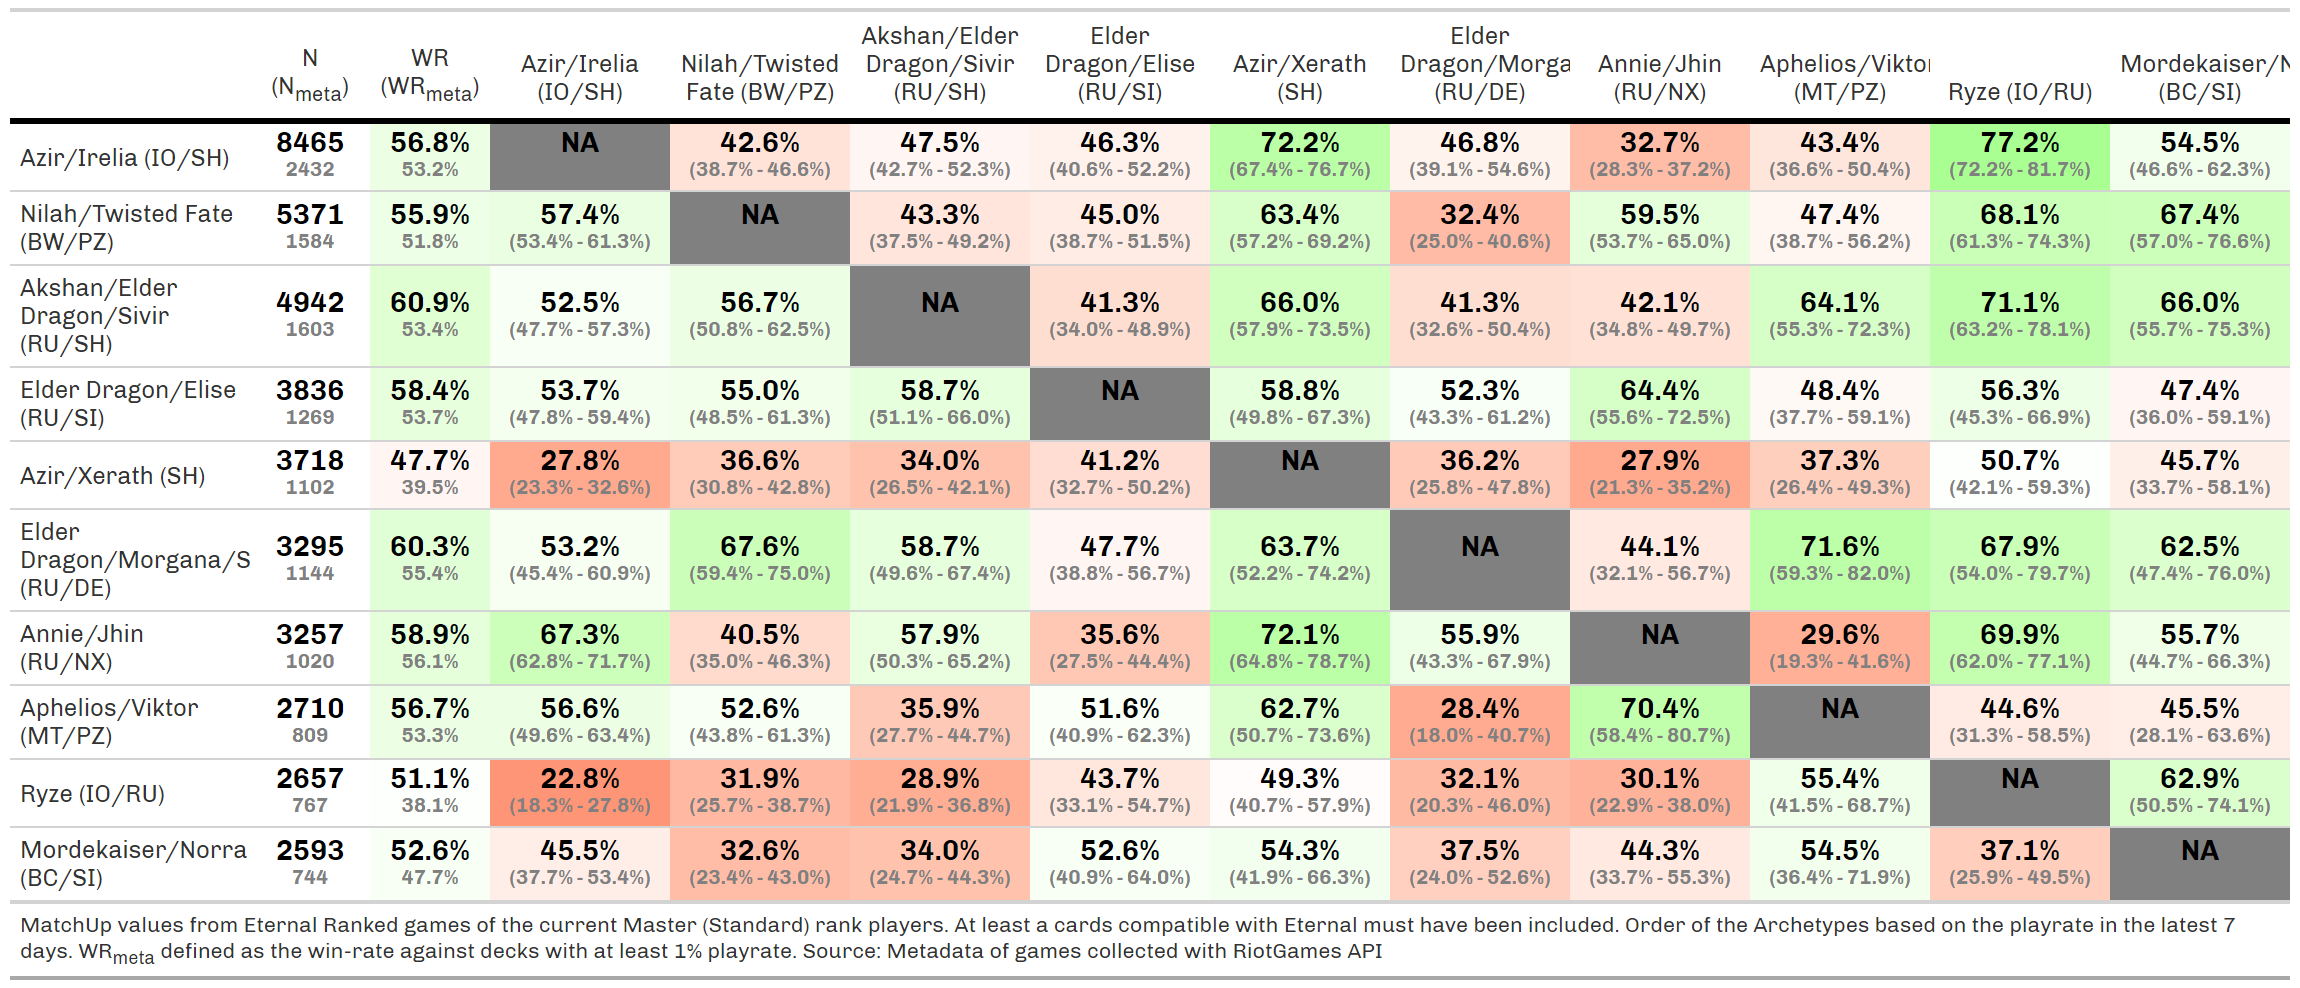 N (N_meta) WR (WR_meta) Azir/Irelia (IO/SH) Nilah/Twisted Fate (BW/PZ) Akshan/Elder Dragon/Sivir (RU/SH) Elder Dragon/Elise (RU/SI) Azir/Xerath (SH) Elder Dragon/Morga (RU/DE) Annie/Jhin (RU/NX) Aphelios/Viktor (MT/PZ) Ryze (IO/RU) Mordekaiser/N (BC/SI)
Azir/Irelia (IO/SH) 8465 56.8% NA 42.6% 47.5% 46.3% 72.2% 46.8% 32.7% 43.4% 77.2% 54.5%
2432 53.2% (38.7% - 46.6%) (42.7% - 52.3%) (40.6% - 52.2%) (67.4% - 76.7%) (39.1% - 54.6%) (28.3% - 37.2%) (36.6% - 50.4%) (72.2% - 81.7%) (46.6% - 62.3%)
Nilah/Twisted Fate (BW/PZ) 5371 55.9% 57.4% NA 43.3% 45.0% 63.4% 32.4% 59.5% 47.4% 68.1% 67.4%
1584 51.8% (53.4% - 61.3%) (37.5% - 49.2%) (38.7% - 51.5%) (57.2% - 69.2%) (25.0% - 40.6%) (53.7% - 65.0%) (38.7% - 56.2%) (61.3% - 74.3%) (57.0% - 76.6%)
Akshan/Elder Dragon/Sivir (RU/SH) 4942 60.9% 52.5% 56.7% NA 41.3% 66.0% 41.3% 42.1% 64.1% 71.1% 66.0%
1603 53.4% (47.7% - 57.3%) (50.8% - 62.5%) (34.0% - 48.9%) (57.9% - 73.5%) (32.6% - 50.4%) (34.8% - 49.7%) (55.3% - 72.3%) (63.2% - 78.1%) (55.7% - 75.3%)
Elder Dragon/Elise (RU/SI) 3836 58.4% 53.7% 55.0% 58.7% NA 58.8% 52.3% 64.4% 48.4% 56.3% 47.4%
1269 53.7% (47.8% - 59.4%) (48.5% - 61.3%) (51.1% - 66.0%) (49.8% - 67.3%) (43.3% - 61.2%) (55.6% - 72.5%) (37.7% - 59.1%) (45.3% - 66.9%) (36.0% - 59.1%)
Azir/Xerath (SH) 3718 47.7% 27.8% 36.6% 34.0% 41.2% NA 36.2% 27.9% 37.3% 50.7% 45.7%
1102 39.5% (23.3% - 32.6%) (30.8% - 42.8%) (26.5% - 42.1%) (32.7% - 50.2%) (25.8% - 47.8%) (21.3% - 35.2%) (26.4% - 49.3%) (42.1% - 59.3%) (33.7% - 58.1%)
Elder Dragon/Morgana/S (RU/DE) 3295 60.3% 53.2% 67.6% 58.7% 47.7% 63.7% NA 44.1% 71.6% 67.9% 62.5%
1144 55.4% (45.4% - 60.9%) (59.4% - 75.0%) (49.6% - 67.4%) (38.8% - 56.7%) (52.2% - 74.2%) (32.1% - 56.7%) (59.3% - 82.0%) (54.0% - 79.7%) (47.4% - 76.0%)
Annie/Jhin (RU/NX) 3257 58.9% 67.3% 40.5% 57.9% 35.6% 72.1% 55.9% NA 29.6% 69.9% 55.7%
1020 56.1% (62.8% - 71.7%) (35.0% - 46.3%) (50.3% - 65.2%) (27.5% - 44.4%) (64.8% - 78.7%) (43.3% - 67.9%) (19.3% - 41.6%) (62.0% - 77.1%) (44.7% - 66.3%)
Aphelios/Viktor (MT/PZ) 2710 56.7% 56.6% 52.6% 35.9% 51.6% 62.7% 28.4% 70.4% NA 44.6% 45.5%
809 53.3% (49.6% - 63.4%) (43.8% - 61.3%) (27.7% - 44.7%) (40.9% - 62.3%) (50.7% - 73.6%) (18.0% - 40.7%) (58.4% - 80.7%) (31.3% - 58.5%) (28.1% - 63.6%)
Ryze (IO/RU) 2657 51.1% 22.8% 31.9% 28.9% 43.7% 49.3% 32.1% 30.1% 55.4% NA 62.9%
767 38.1% (18.3% - 27.8%) (25.7% - 38.7%) (21.9% - 36.8%) (33.1% - 54.7%) (40.7% - 57.9%) (20.3% - 46.0%) (22.9% - 38.0%) (41.5% - 68.7%) (50.5% - 74.1%)
Mordekaiser/Norra (BC/SI) 2593 52.6% 45.5% 32.6% 34.0% 52.6% 54.3% 37.5% 44.3% 54.5% 37.1% NA
744 47.7% (37.7% - 53.4%) (23.4% - 43.0%) (24.7% - 44.3%) (40.9% - 64.0%) (41.9% - 66.3%) (24.0% - 52.6%) (33.7% - 55.3%) (36.4% - 71.9%) (25.9% - 49.5%)
MatchUp values from Eternal Ranked games of the current Master (Standard) rank players. At least a cards compatible with Eternal must have been included. Order of the Archetypes based on the playrate in the latest 7
days. WR_meta defined as the win-rate against decks with at least 1% playrate. Source: Metadata of games collected with RiotGames API